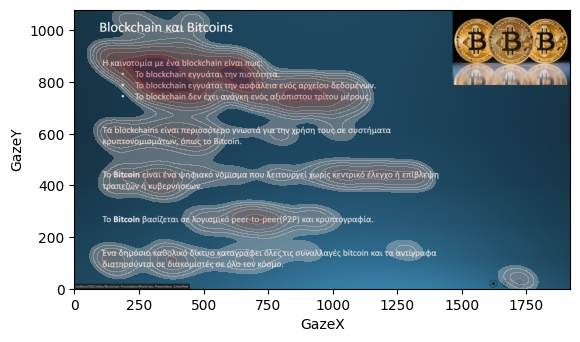 Blockchain και Bitcoins
Η καινοτομία με ένα blockchain είναι πως:
• Το blockchain εγγυάται την πιστότητα.
• Το blockchain εγγυάται την ασφάλεια ενός αρχείου δεδομένων.
• Το blockchain δεν έχει ανάγκη ενός αξιόπιστου τρίτου μέρους.
Τα blockchains είναι περισσότερο γνωστά για την χρήση τους σε συστήματα
κρυπτονομισμάτων, όπως το Bitcoin.
Το Bitcoin είναι ένα ψηφιακό νόμισμα που λειτουργεί χωρίς κεντρικό έλεγχο ή επίβλεψη
τραπεζών ή κυβερνήσεων.
Το Bitcoin βασίζεται σε λογισμικό peer-to-peer(P2P) και κρυπτογραφία.
Ένα δημόσιο καθολικό δίκτυο καταγράφει όλες τις συναλλαγές bitcoin και τα αντίγραφα
διατηρούνται σε διακομιστές σε όλο τον κόσμο.
GazeY
1000
800
600
400
200
0
0 250 500 750 1000 1250 1500 1750
GazeX